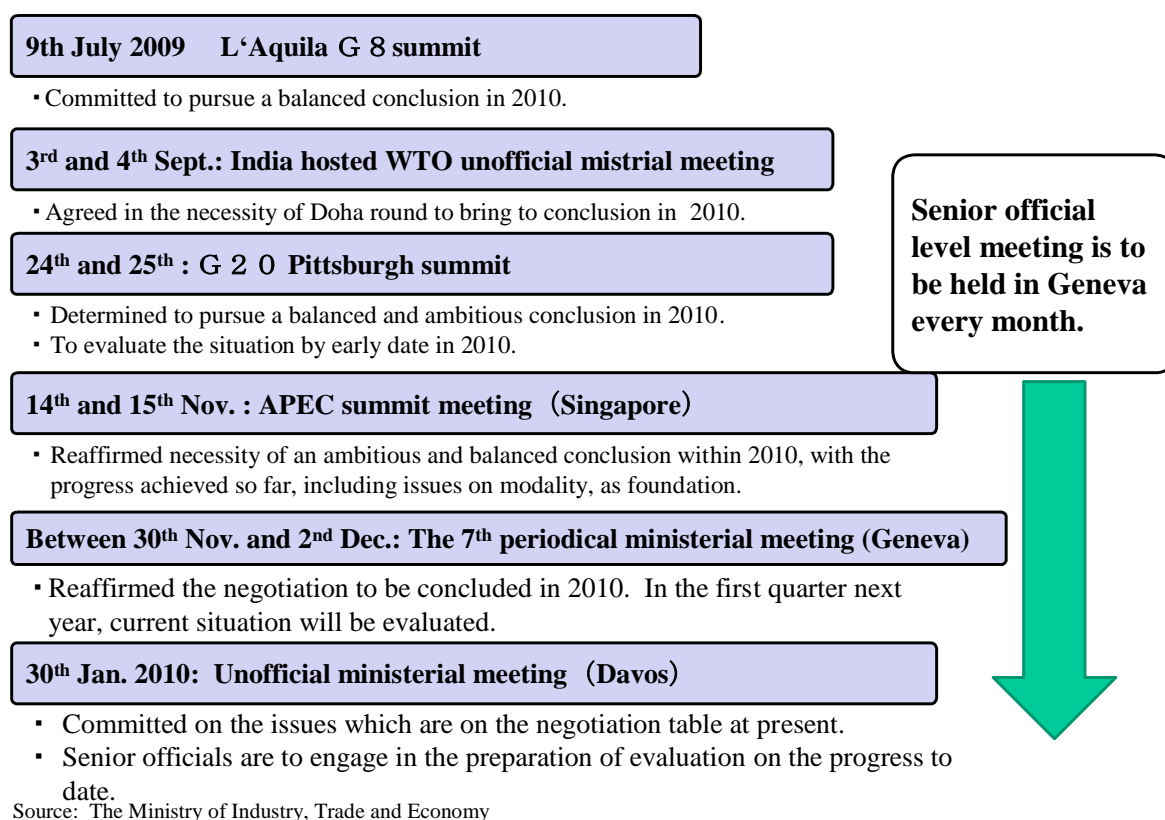 9th July 2009 L‘Aquila Ｇ８summit
・Committed to pursue a balanced conclusion in 2010.
3rd and 4th Sept.: India hosted WTO unofficial mistrial meeting
・Agreed in the necessity of Doha round to bring to conclusion in 2010.
24th and 25th : Ｇ２０ Pittsburgh summit
・Determined to pursue a balanced and ambitious conclusion in 2010.
・To evaluate the situation by early date in 2010.
14th and 15th Nov. : APEC summit meeting（Singapore）
・Reaffirmed necessity of an ambitious and balanced conclusion within 2010, with the
progress achieved so far, including issues on modality, as foundation.
Between 30th Nov. and 2nd Dec.: The 7th periodical ministerial meeting (Geneva)
・Reaffirmed the negotiation to be concluded in 2010. In the first quarter next
year, current situation will be evaluated.
30th Jan. 2010: Unofficial ministerial meeting（Davos）
・ Committed on the issues which are on the negotiation table at present.
・ Senior officials are to engage in the preparation of evaluation on the progress to
date.
Source: The Ministry of Industry, Trade and Economy
Senior official
level meeting is to
be held in Geneva
every month.